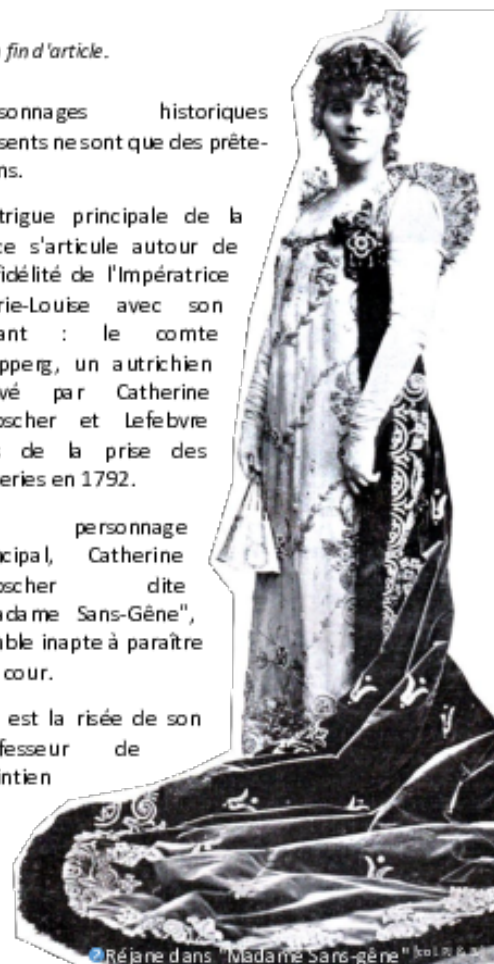 fin d'article.
sonnages historiques
sents ne sont que des prête-
ns.
trigue principale de la
ce s'articule autour de
fidélité de l'Impératrice
rie-Louise avec son
ant : le comte
pperg, un autrichien
vé par Catherine
oscher et Lefebvre
de la prise des
eries en 1792.
personnage
ncipal, Catherine
oscher dite
adame Sans-Gêne",
able inapte à paraître
cour.
est la risée de son
fesseur de
intien
?Réjane dans "Madame Sans-gêne"